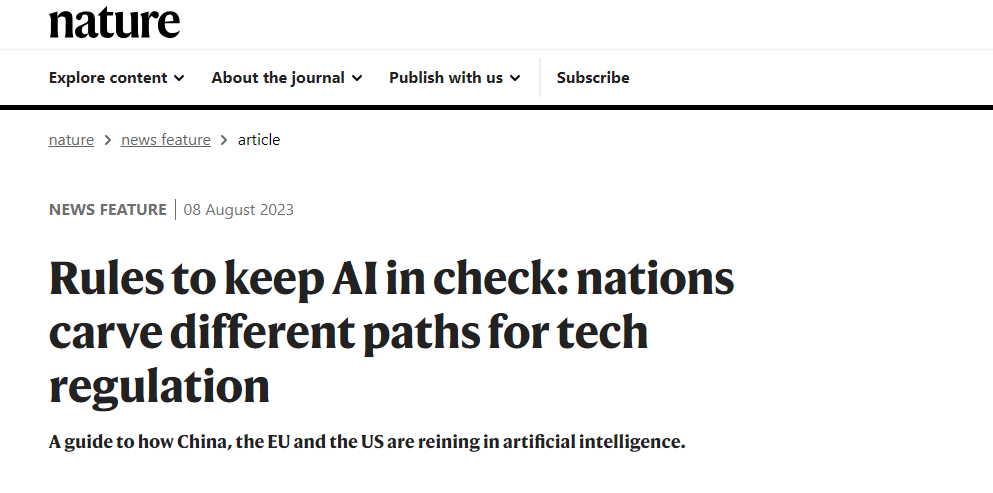 nature
Explore content About the journal Publish with us Subscribe
nature > news feature > article
NEWS FEATURE | 08 August 2023
Rules to keep AI in check: nations
carve different paths for tech
regulation
A guide to how China, the EU and the US are reining in artificial intelligence.